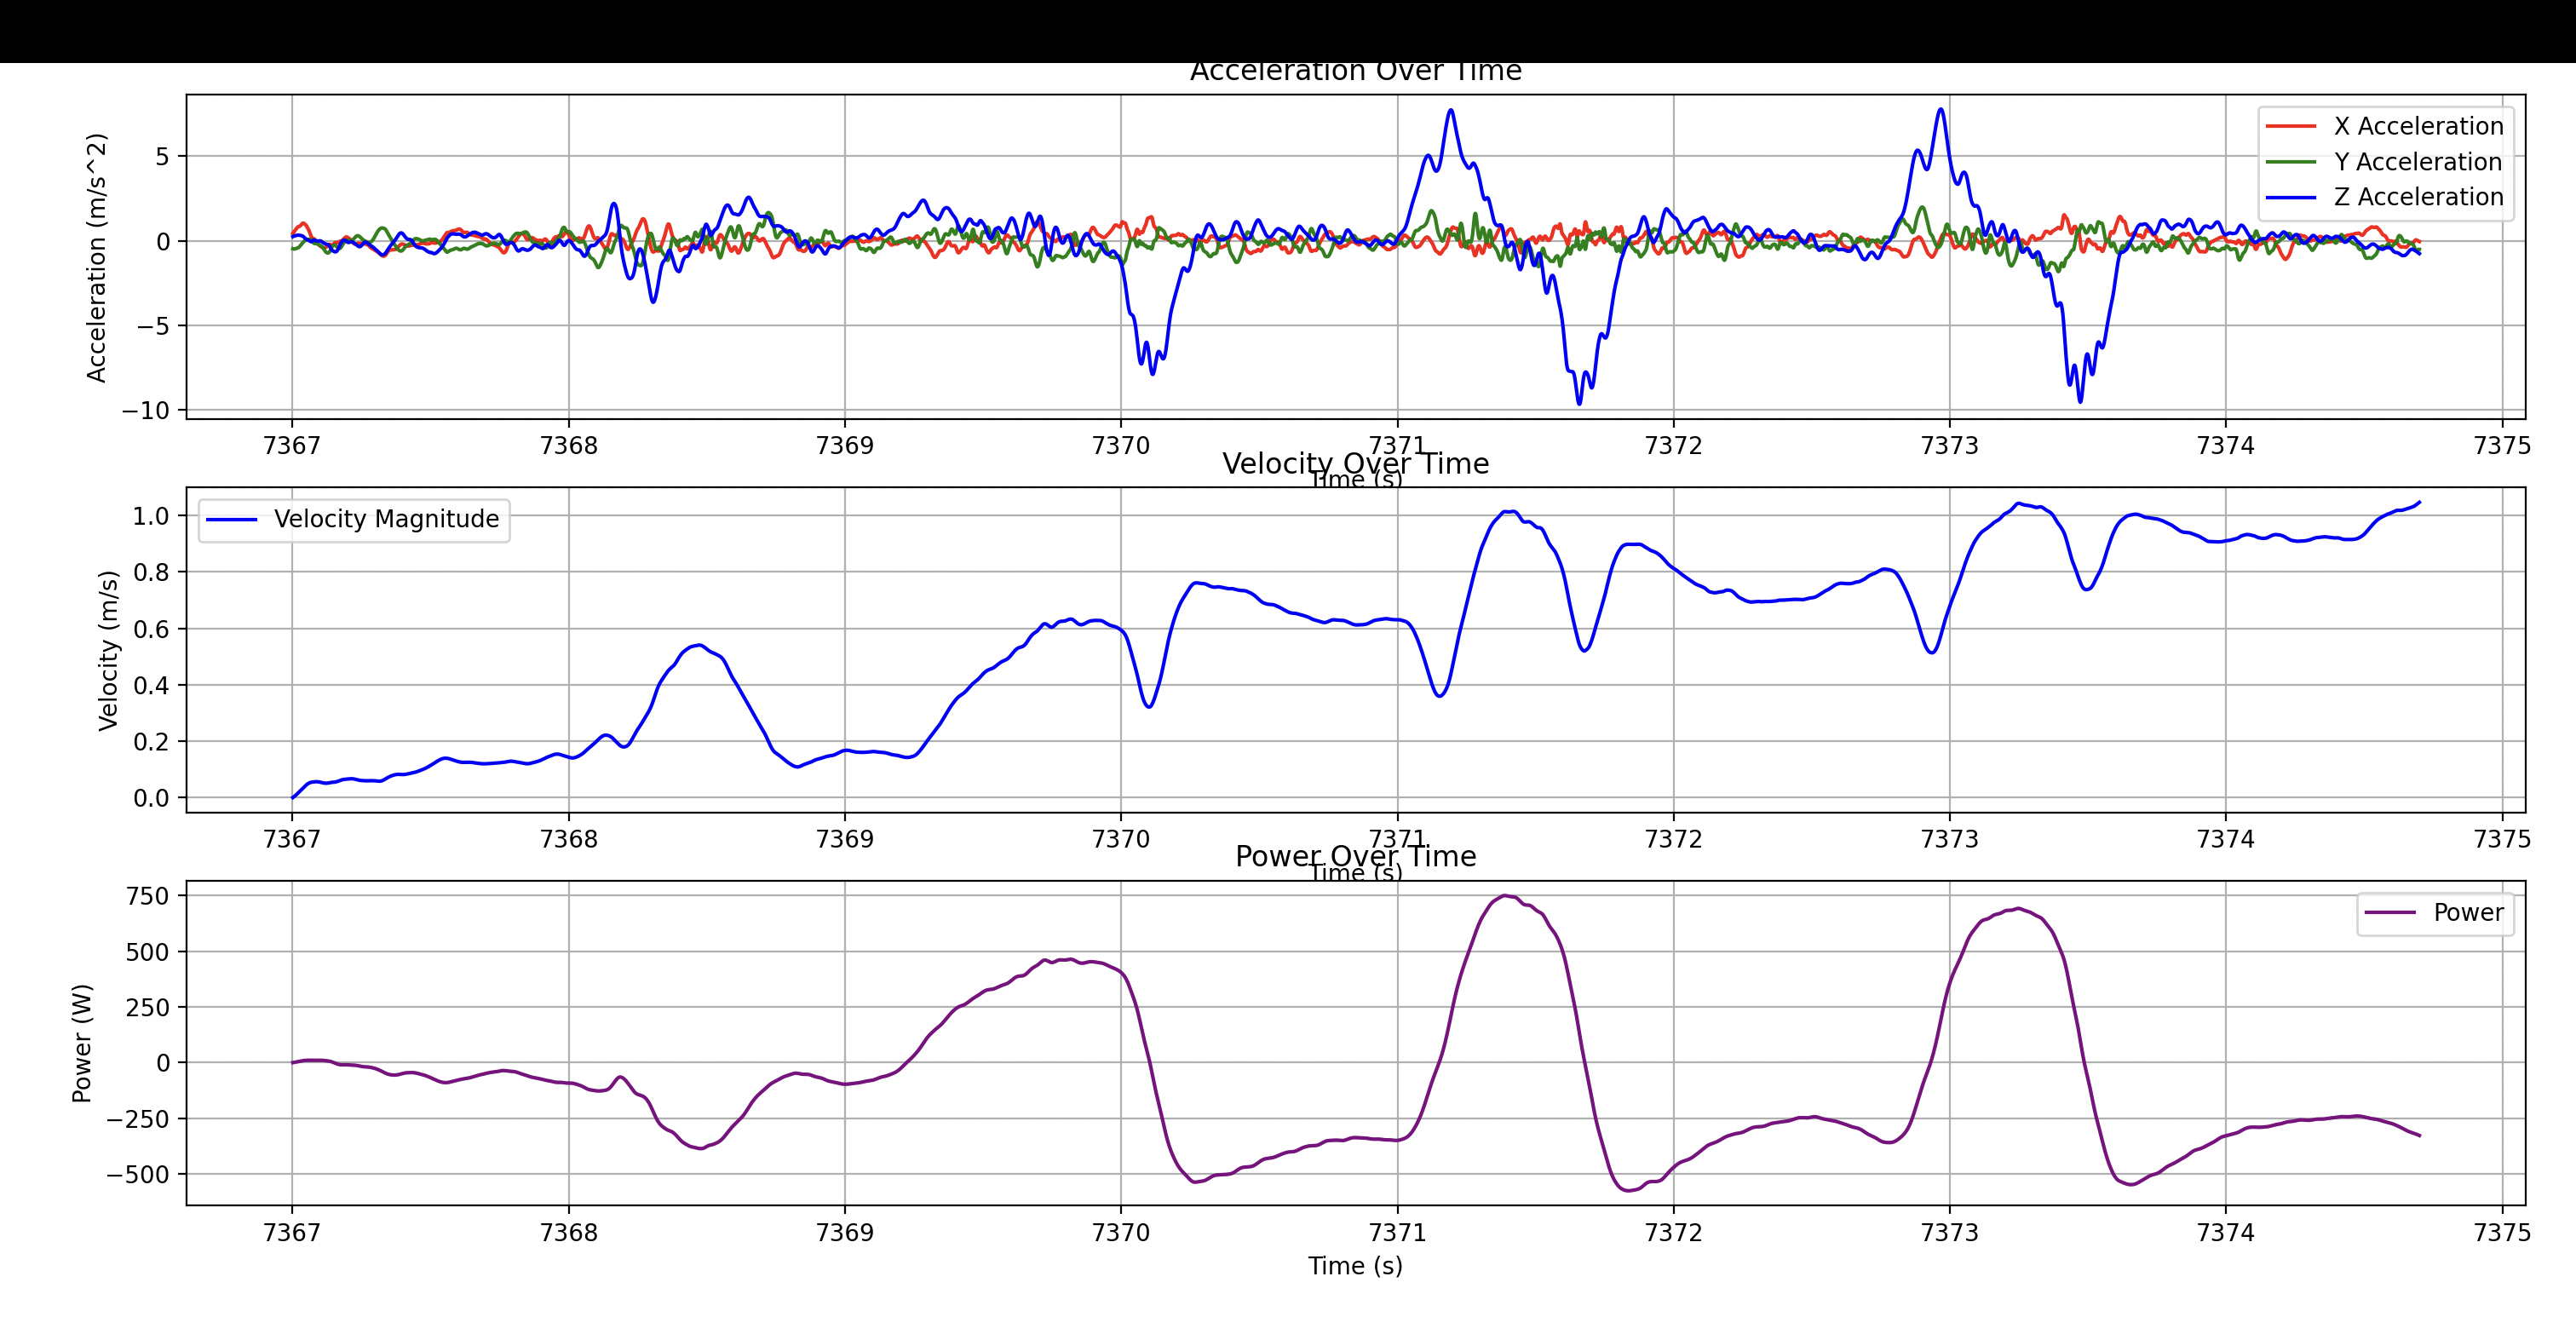 Acceleration Over Time
Acceleration (m/s^2)
5
0
−5
−10
X Acceleration
Y Acceleration
Z Acceleration
7367 7368 7369 7370 7371 7372 7373 7374 7375
Time (s)
Velocity Over Time
Velocity (m/s)
1.0
0.8
0.6
0.4
0.2
0.0
Velocity Magnitude
7367 7368 7369 7370 7371 7372 7373 7374 7375
Time (s)
Power Over Time
Power (W)
750
500
250
0
−250
−500
Power
7367 7368 7369 7370 7371 7372 7373 7374 7375
Time (s)